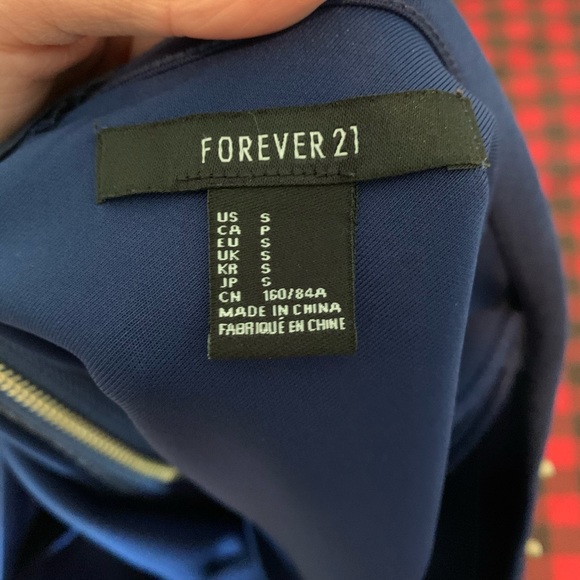 FOREVER 21
US S
CA P
EU S
UK S
KR S
JP S
CN 160/84A
MADE IN CHINA
FABRIQUÉ EN CHINE